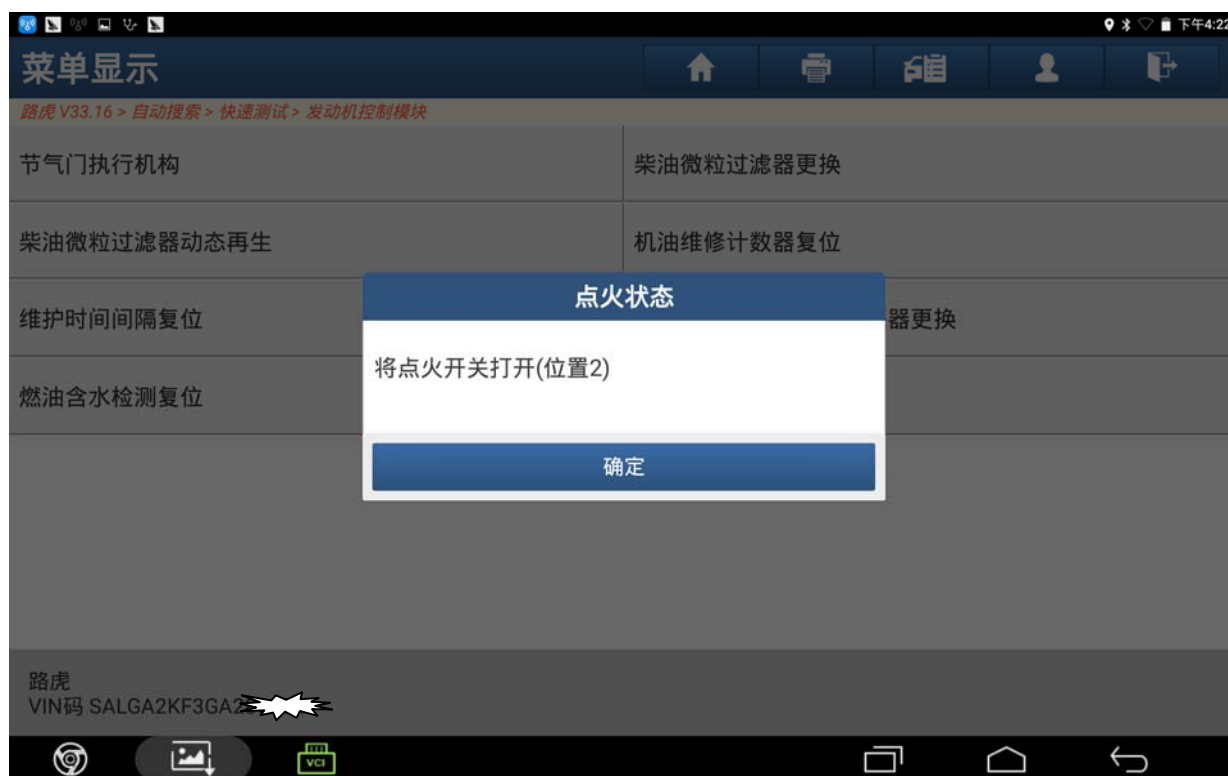 下午4:22
菜单显示
路虎 V33.16 > 自动搜索 > 快速测试 > 发动机控制模块
节气门执行机构
柴油微粒过滤器更换
柴油微粒过滤器动态再生
机油维修计数器复位
点火状态
维护时间间隔复位
器更换
将点火开关打开(位置2)
燃油含水检测复位
确定
路虎
VIN码 SALGA2KF3GA2
VCI